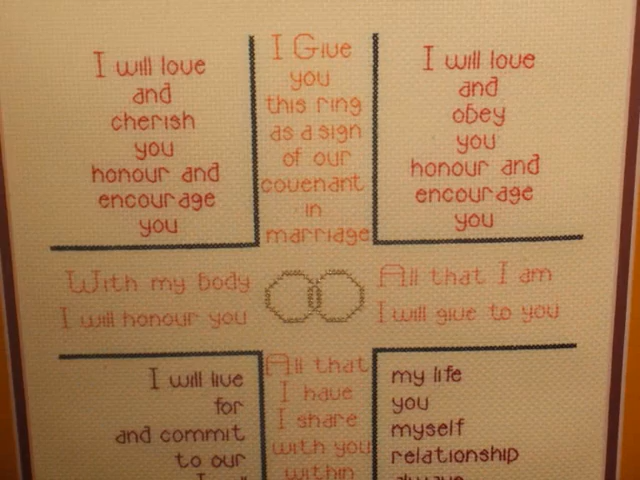 I will love
and
cherish
you
honour and
encourage
you
I Give
you
this ring
as a sign
of our
covenant
in
marriage
I will love
and
obey
you
honour and
encourage
you
With my body
I will honour you
All that I am
I will give to you
I will live
for
and commit
to our
All that
I have
I share
with you
within
my life
you
myself
relationship
always